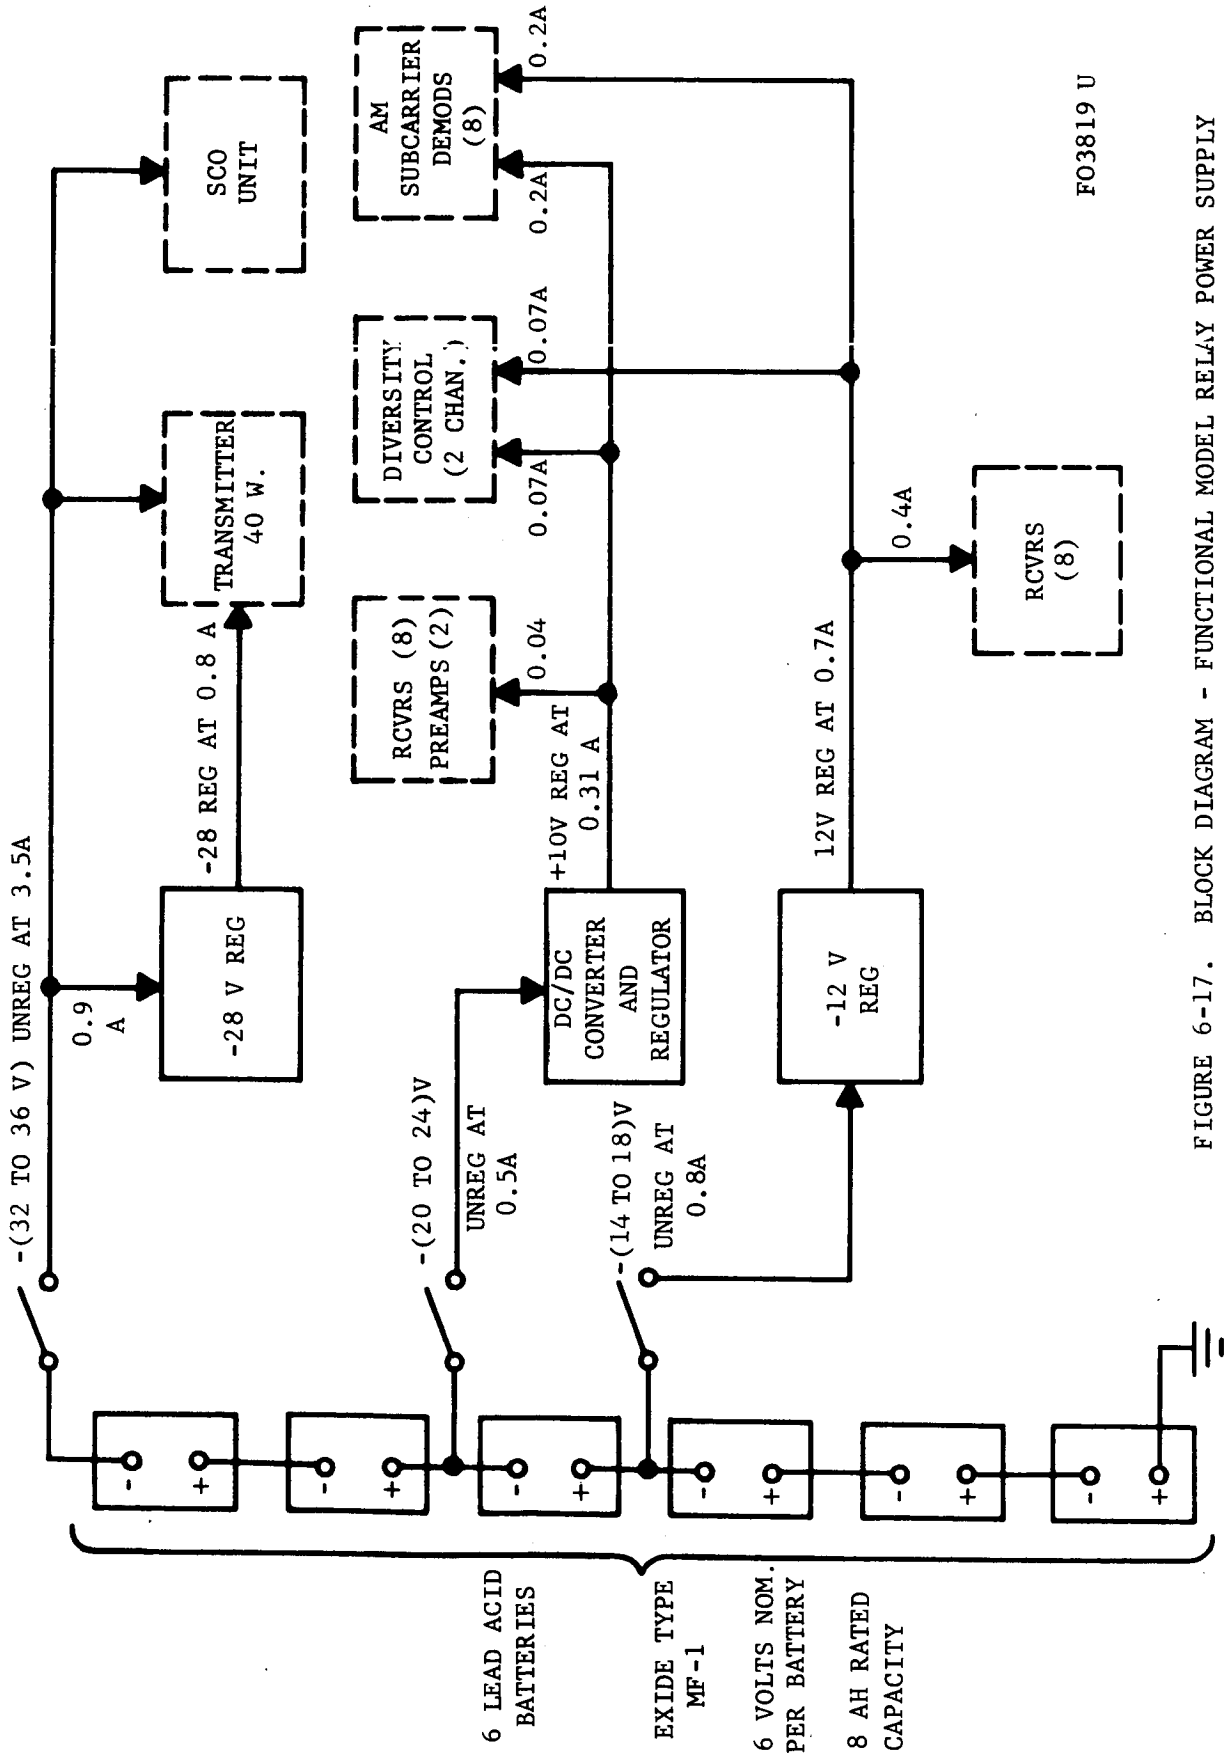 -(32 TO 36 V) UNREG AT 3.5A
0.9
A
-28 V REG
-28 REG AT 0.8 A
TRANSMITTER
40 W.
SCO
UNIT
-(20 TO 24)V
UNREG AT
0.5A
DC/DC
CONVERTER
AND
REGULATOR
+10V REG AT
0.31 A
RCVRS (8)
PREAMPS(2)
0.04
DIVERSITY
CONTROL
(2 CHAN.)
0.07A
0.07A
AM
SUBCARRIER
DEMODS
(8)
0.2A
0.2A
-(14 TO 18)V
UNREG AT
0.8A
-12 V
REG
12V REG AT 0.7A
0.4A
RCVRS
(8)
- +
- +
- +
- +
- +
- +
6 LEAD ACID
BATTERIES
EXIDE TYPE
MF-1
6 VOLTS NOM.
PER BATTERY
8 AH RATED
CAPACITY
FO3819 U
FIGURE 6-17. BLOCK DIAGRAM - FUNCTIONAL MODEL RELAY POWER SUPPLY